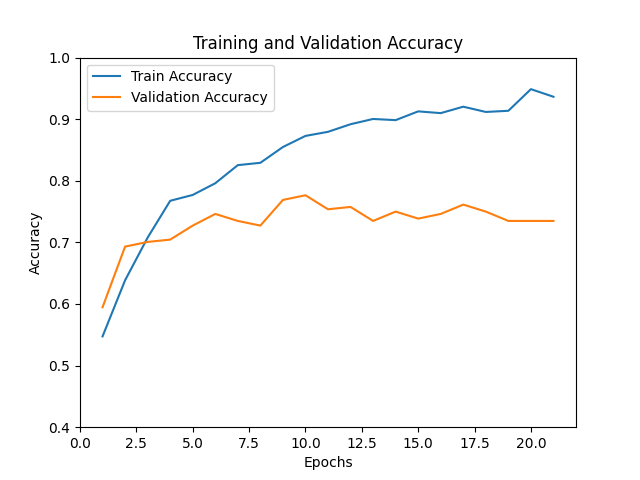 Training and Validation Accuracy
Train Accuracy
Validation Accuracy
1.0
0.9
0.8
0.7
0.6
0.5
0.4
Accuracy
0.0 2.5 5.0 7.5 10.0 12.5 15.0 17.5 20.0
Epochs